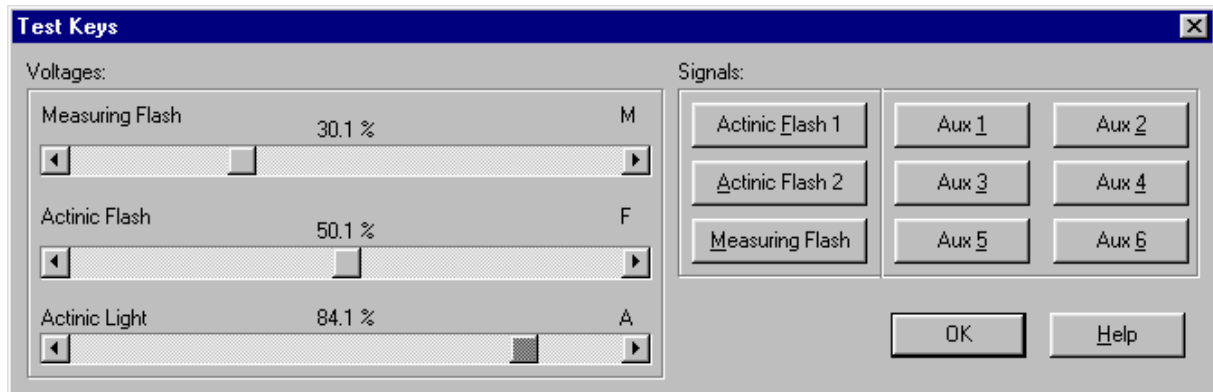 Test Keys
Voltages:
Measuring Flash 30.1 % M
Actinic Flash 50.1 % F
Actinic Light 84.1 % A
Signals:
Actinic Flash 1 Aux 1 Aux 2
Actinic Flash 2 Aux 3 Aux 4
Measuring Flash Aux 5 Aux 6
OK Help